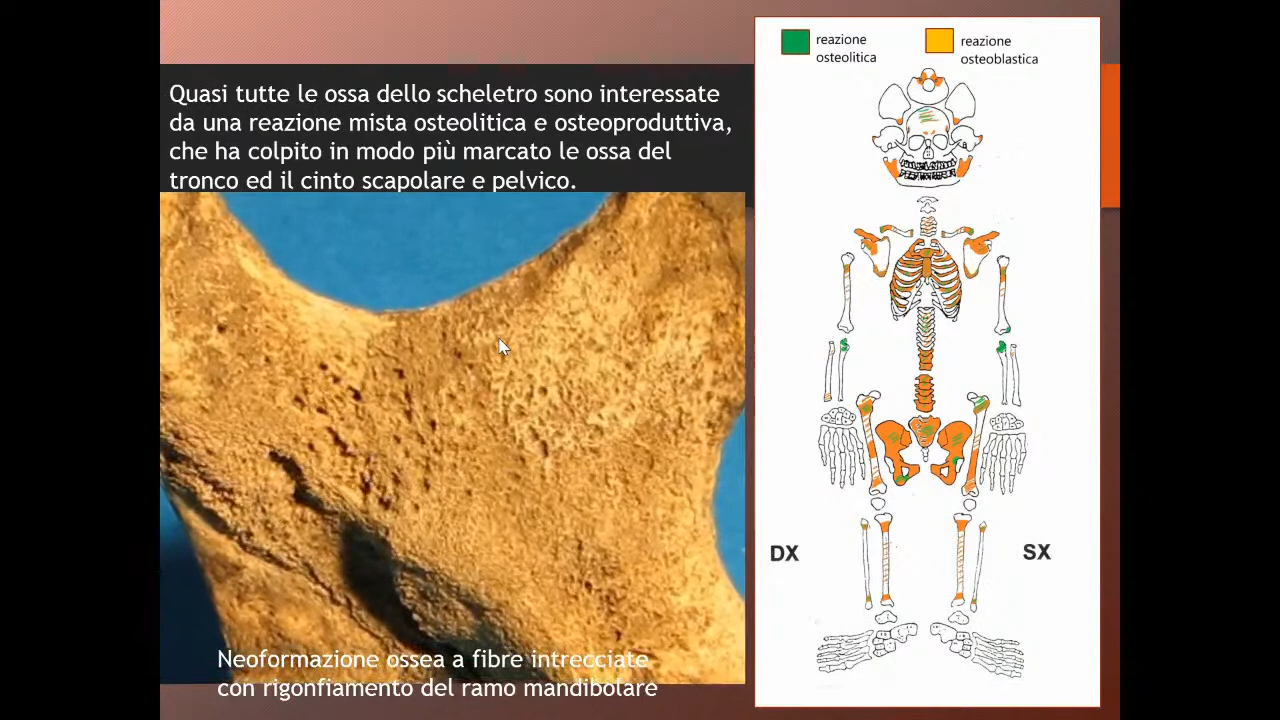 Quasi tutte le ossa dello scheletro sono interessate
da una reazione mista osteolitica e osteoproduttiva,
che ha colpito in modo più marcato le ossa del
tronco ed il cinto scapolare e pelvico.
Neoformazione ossea a fibre intrecciate
con rigonfiamento del ramo mandibolare
reazione
osteolitica
reazione
osteoblastica
DX
SX